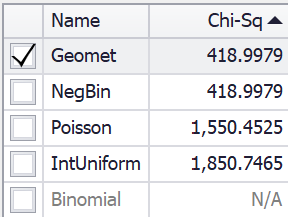 Name Chi-Sq
Geomet 418.9979
NegBin 418.9979
Poisson 1,550.4525
IntUniform 1,850.7465
Binomial N/A